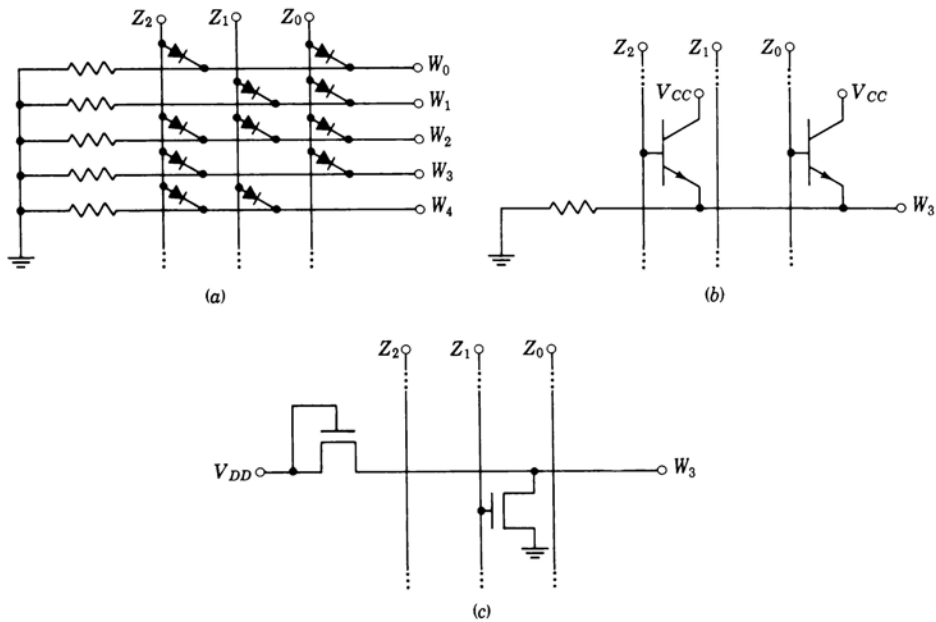 Z2 Z1 Z0
W0
W1
W2
W3
W4
(a)
Z2 Z1 Z0
VCC VCC
W3
(b)
Z2 Z1 Z0
VDD W3
(c)